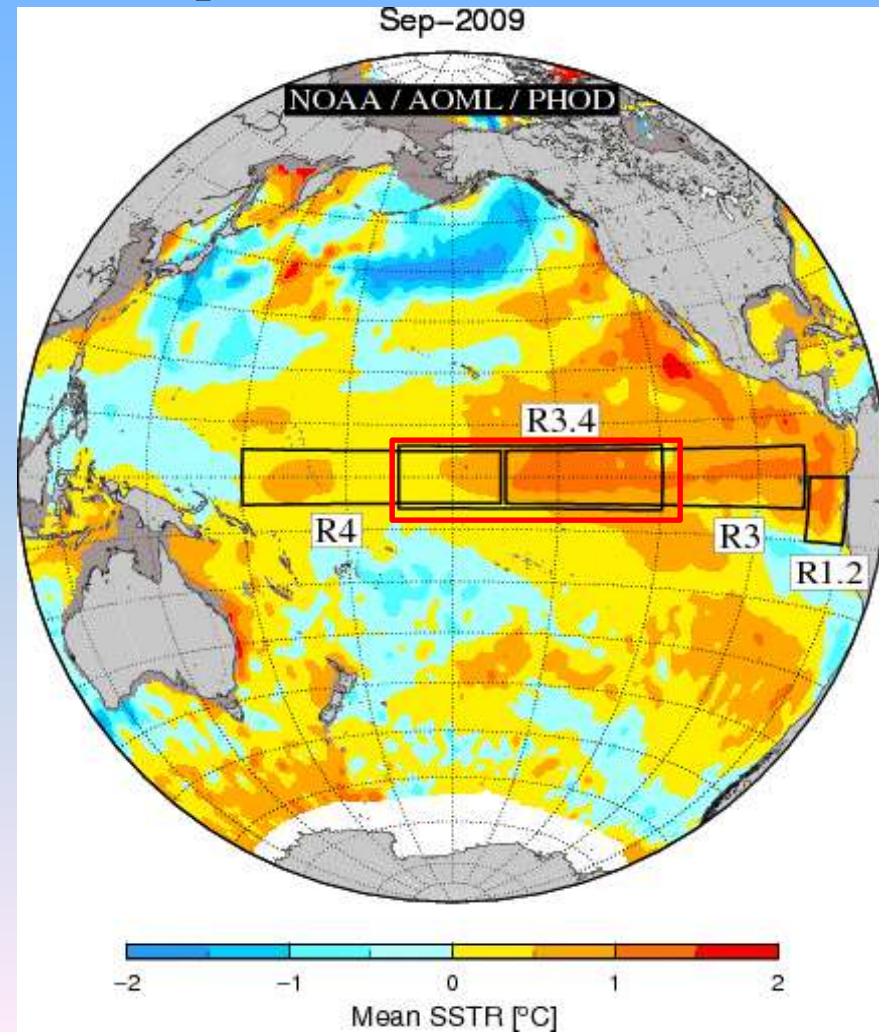 Sep-2009
NOAA / AOML / PHOD
R3.4
R4
R3
R1.2
-2
-1
0
1
2
Mean SSTR [°C]